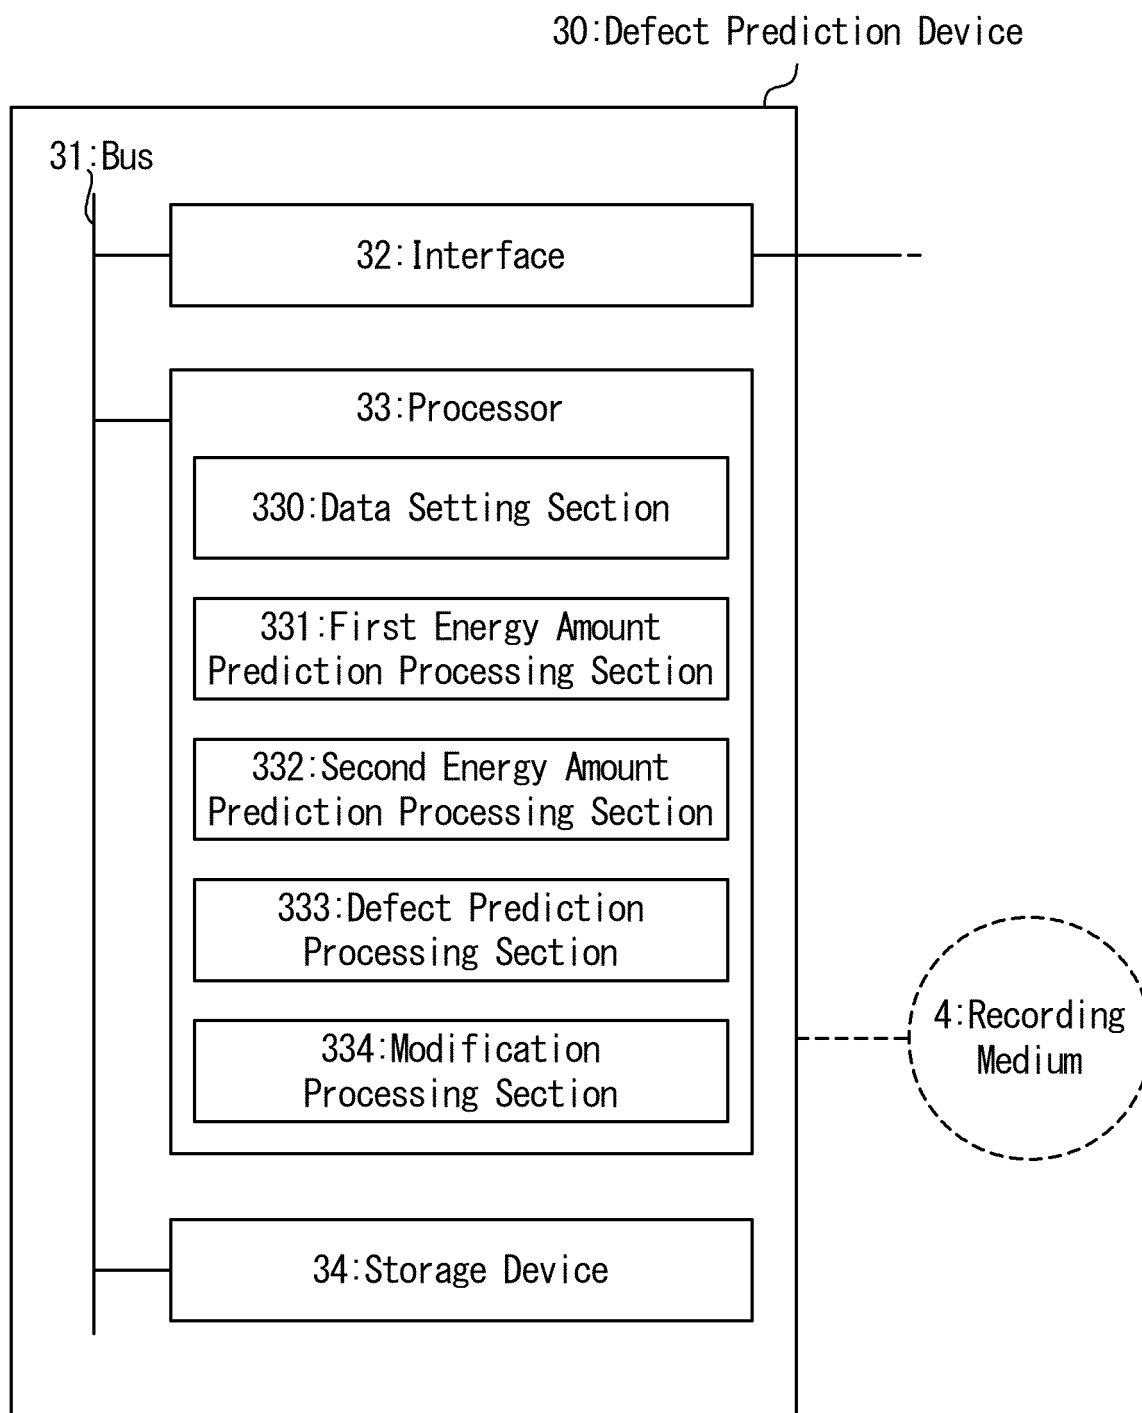 30:Defect Prediction Device
31:Bus
32:Interface
33:Processor
330:Data Setting Section
331:First Energy Amount
Prediction Processing Section
332:Second Energy Amount
Prediction Processing Section
333:Defect Prediction
Processing Section
334:Modification
Processing Section
4:Recording
Medium
34:Storage Device